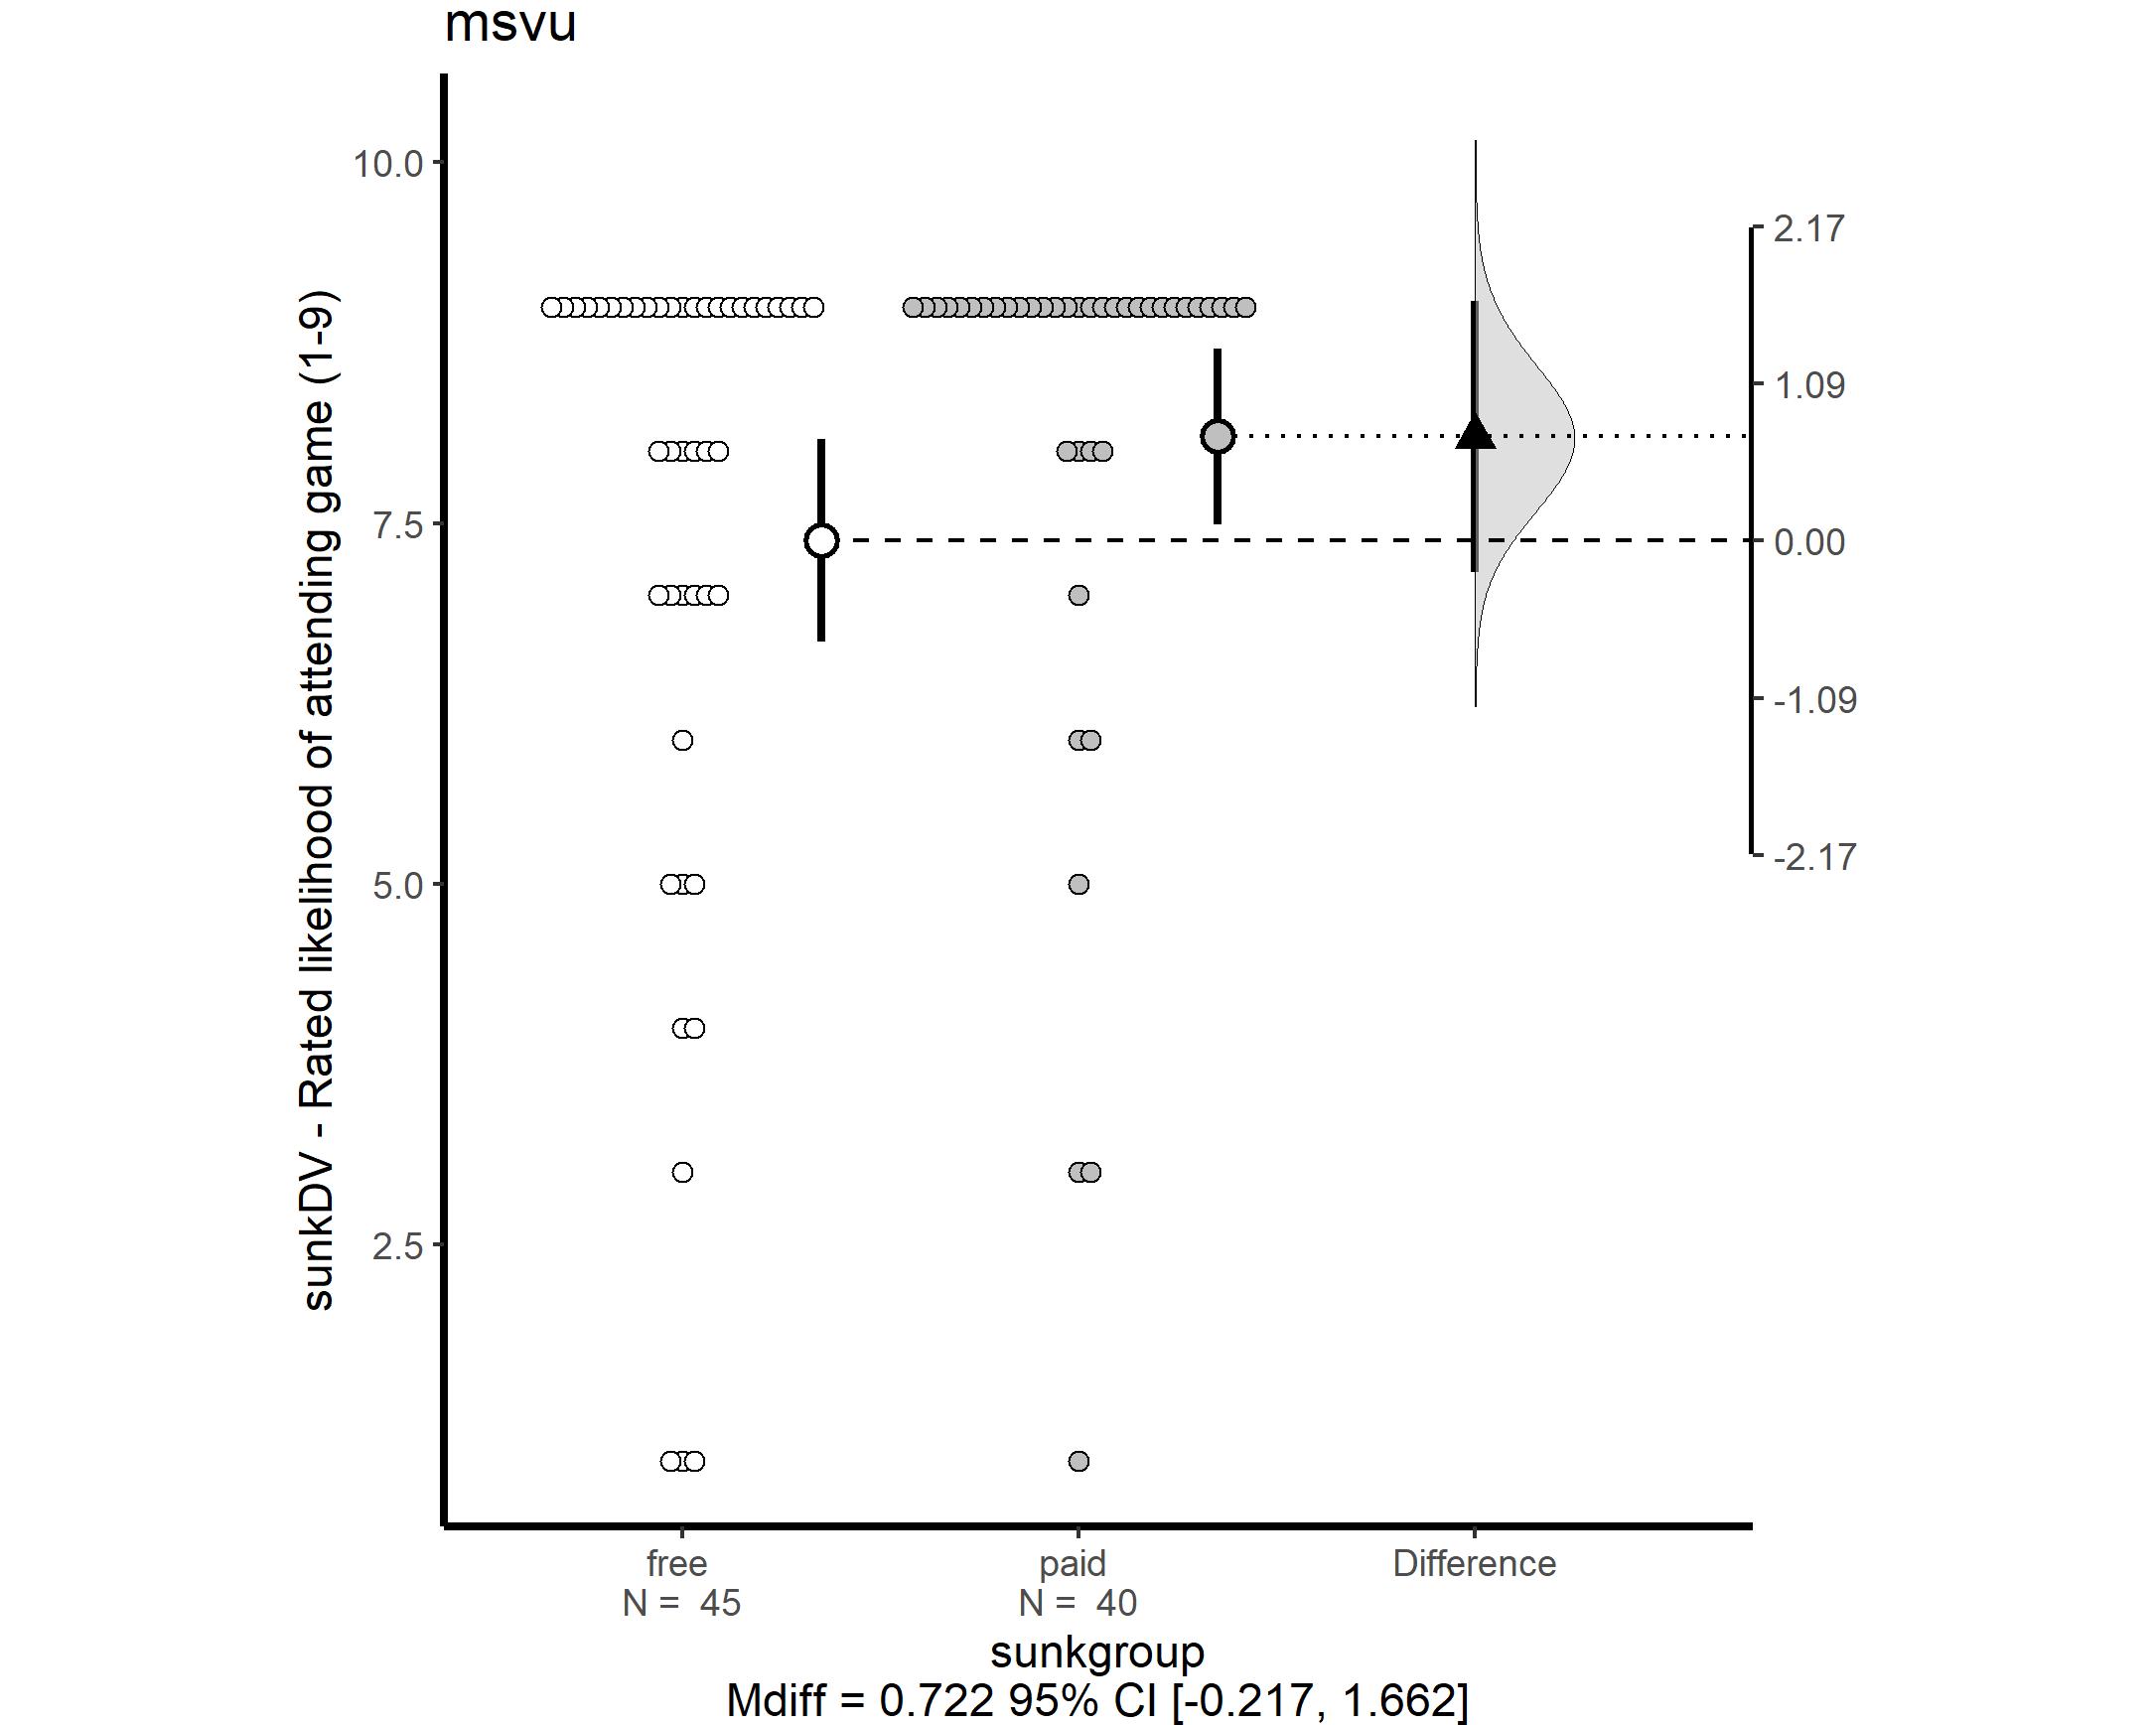 msvu
sunkDV - Rated likelihood of attending game (1-9)
10.0
7.5
5.0
2.5
2.17
1.09
0.00
-1.09
-2.17
free
N =  45
paid
N =  40
Difference
sunkgroup
Mdiff = 0.722 95% CI [-0.217, 1.662]